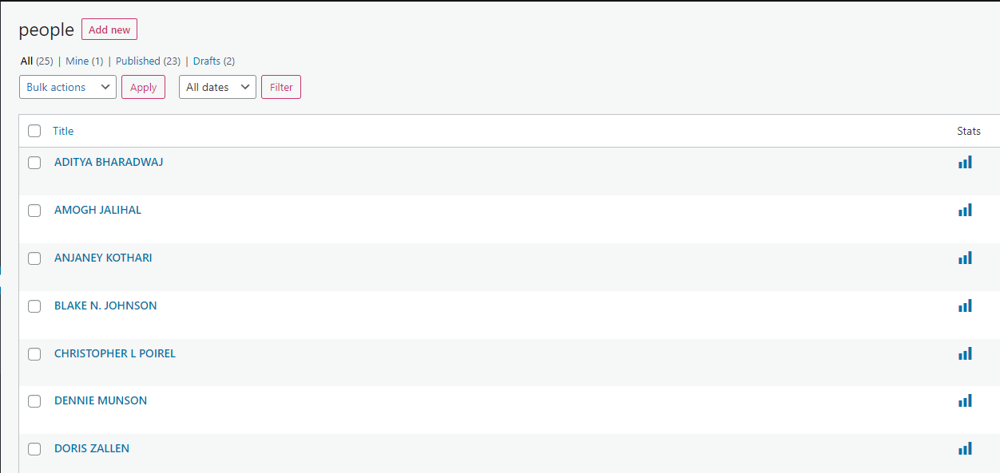 people Add new
All (25) | Mine (1) | Published (23) | Drafts (2)
Bulk actions Apply All dates Filter
Title Stats
ADITYA BHARADWAJ
AMOGH JALIHAL
ANJANEY KOTHARI
BLAKE N. JOHNSON
CHRISTOPHER L POIREL
DENNIE MUNSON
DORIS ZALLEN